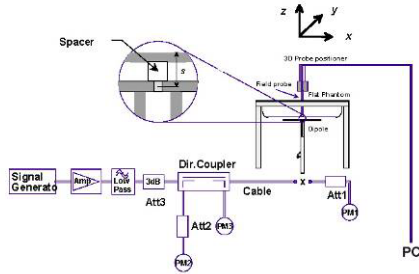 z
y
x
Spacer
s
3D Probe positioner
Field probe
Flat Phantom
Dipole
Dir.Coupler
Signal
Generato
Amp
Low
Pass
3dB
Cable
x
Att1
Att3
Att2
PM3
PM1
PM2
PC